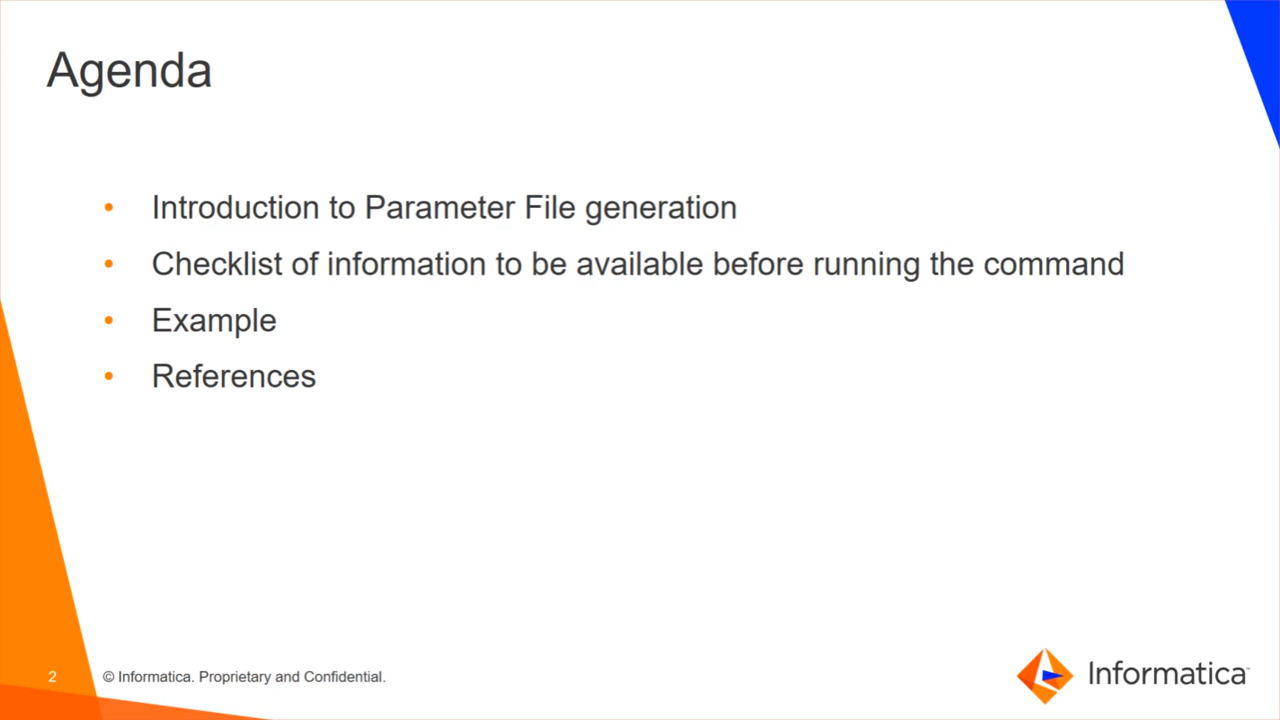 Agenda
• Introduction to Parameter File generation
• Checklist of information to be available before running the command
• Example
• References
2
© Informatica. Proprietary and Confidential.
Informatica™